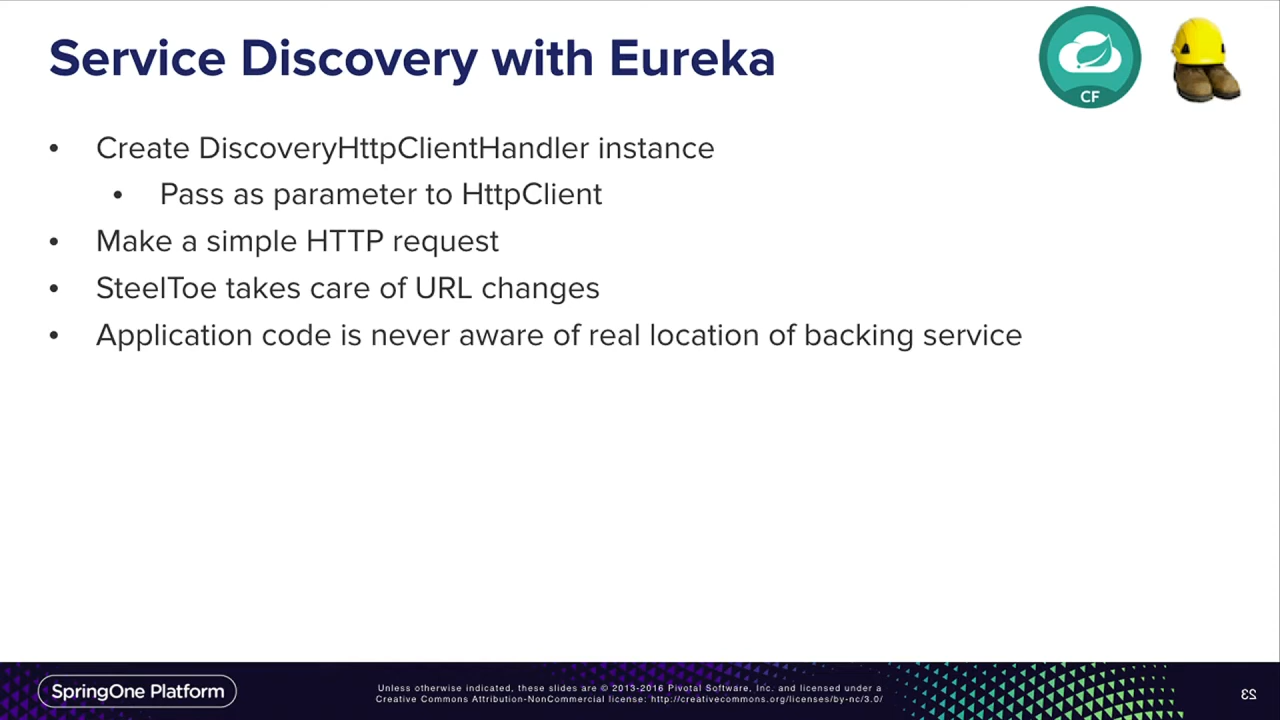 Service Discovery with Eureka
CF
• Create DiscoveryHttpClientHandler instance
• Pass as parameter to HttpClient
• Make a simple HTTP request
• SteelToe takes care of URL changes
• Application code is never aware of real location of backing service
SpringOne Platform
Unless otherwise indicated, these slides are © 2013-2016 Pivotal Software, Inc. and licensed under a
Creative Commons Attribution-NonCommercial license: http://creativecommons.org/licenses/by-nc/3.0/
23